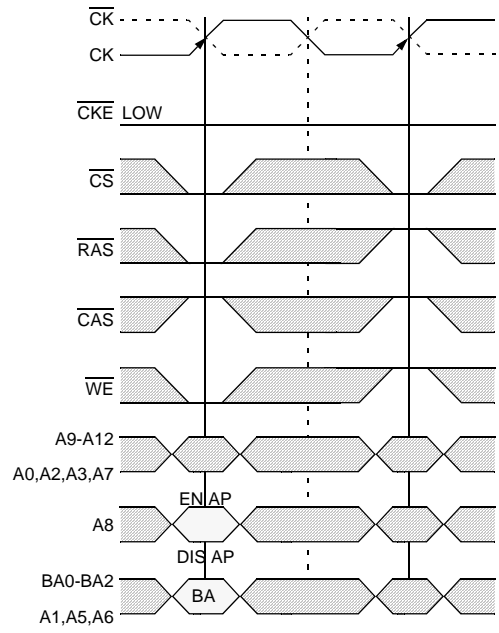 CK
CK
CKE LOW
CS
RAS
CAS
WE
A9-A12
A0,A2,A3,A7
EN AP
A8
DIS AP
BA0-BA2
BA
A1,A5,A6